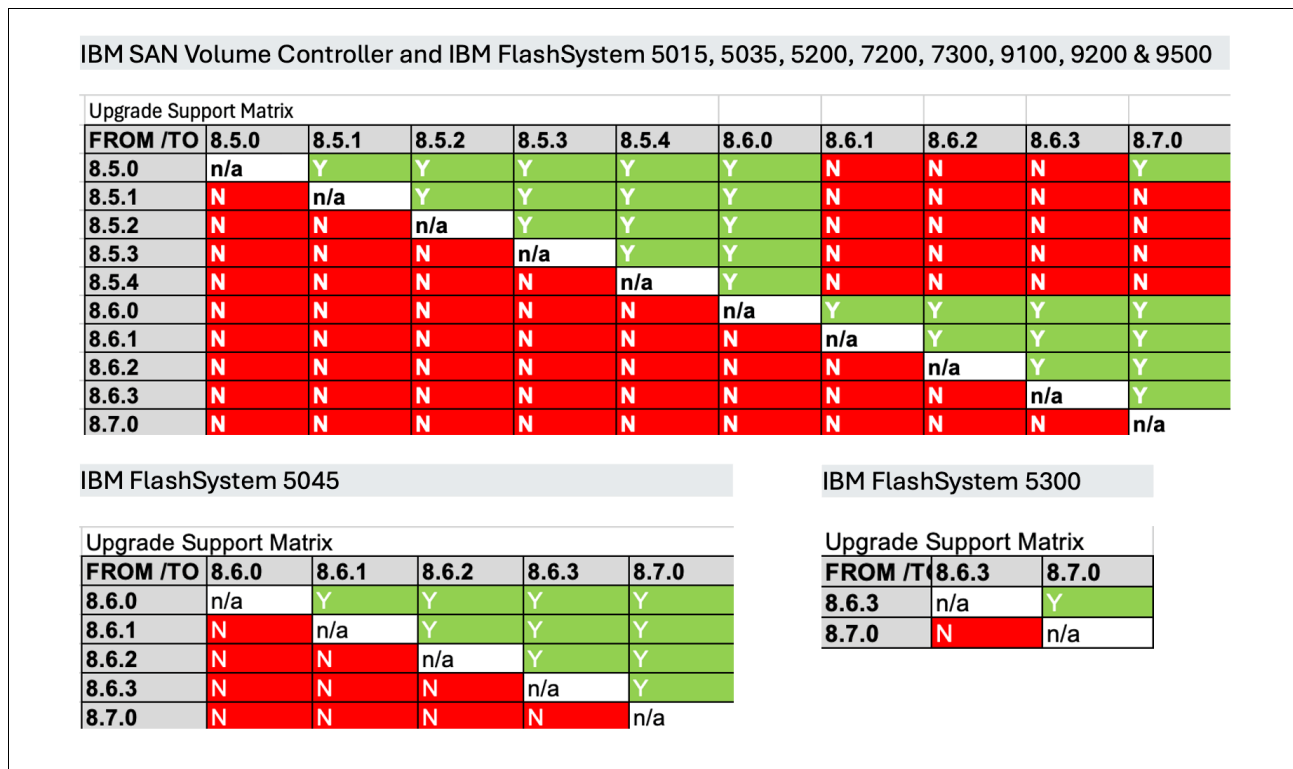 IBM SAN Volume Controller and IBM FlashSystem 5015, 5035, 5200, 7200, 7300, 9100, 9200 & 9500
Upgrade Support Matrix
FROM /TO 8.5.0 8.5.1 8.5.2 8.5.3 8.5.4 8.6.0 8.6.1 8.6.2 8.6.3 8.7.0
8.5.0 n/a Y Y Y Y Y N N N Y
8.5.1 N n/a Y Y Y Y N N N N
8.5.2 N N n/a Y Y Y N N N N
8.5.3 N N N n/a Y Y N N N N
8.5.4 N N N N n/a Y N N N N
8.6.0 N N N N N n/a Y Y Y Y
8.6.1 N N N N N N n/a Y Y Y
8.6.2 N N N N N N N n/a Y Y
8.6.3 N N N N N N N N n/a Y
8.7.0 N N N N N N N N N n/a
IBM FlashSystem 5045
Upgrade Support Matrix
FROM /TO 8.6.0 8.6.1 8.6.2 8.6.3 8.7.0
8.6.0 n/a Y Y Y Y
8.6.1 N n/a Y Y Y
8.6.2 N N n/a Y Y
8.6.3 N N N n/a Y
8.7.0 N N N N n/a
IBM FlashSystem 5300
Upgrade Support Matrix
FROM /TO 8.6.3 8.7.0
8.6.3 n/a Y
8.7.0 N n/a